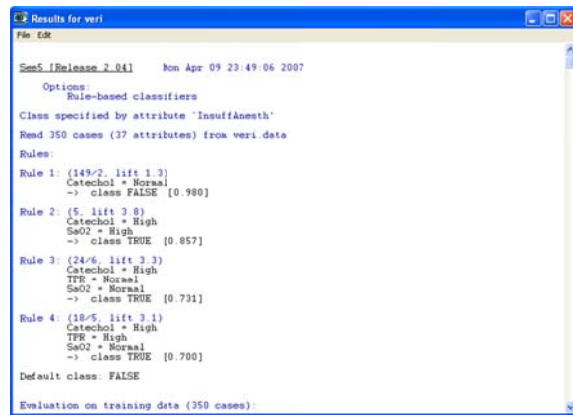 Results for veri
File Edit
See5 [Release 2.04] Mon Apr 09 23:49:06 2007
Options:
Rule-based classifiers
Class specified by attribute `InsuffAnesth'
Read 350 cases (37 attributes) from veri.data
Rules:
Rule 1: (149/2, lift 1.3)
Catechol = Normal
-> class FALSE [0.980]
Rule 2: (5, lift 3.8)
Catechol = High
SaO2 = High
-> class TRUE [0.857]
Rule 3: (24/6, lift 3.3)
Catechol = High
TPR = Normal
SaO2 = Normal
-> class TRUE [0.731]
Rule 4: (18/5, lift 3.1)
Catechol = High
TPR = High
SaO2 = Normal
-> class TRUE [0.700]
Default class: FALSE
Evaluation on training data (350 cases):